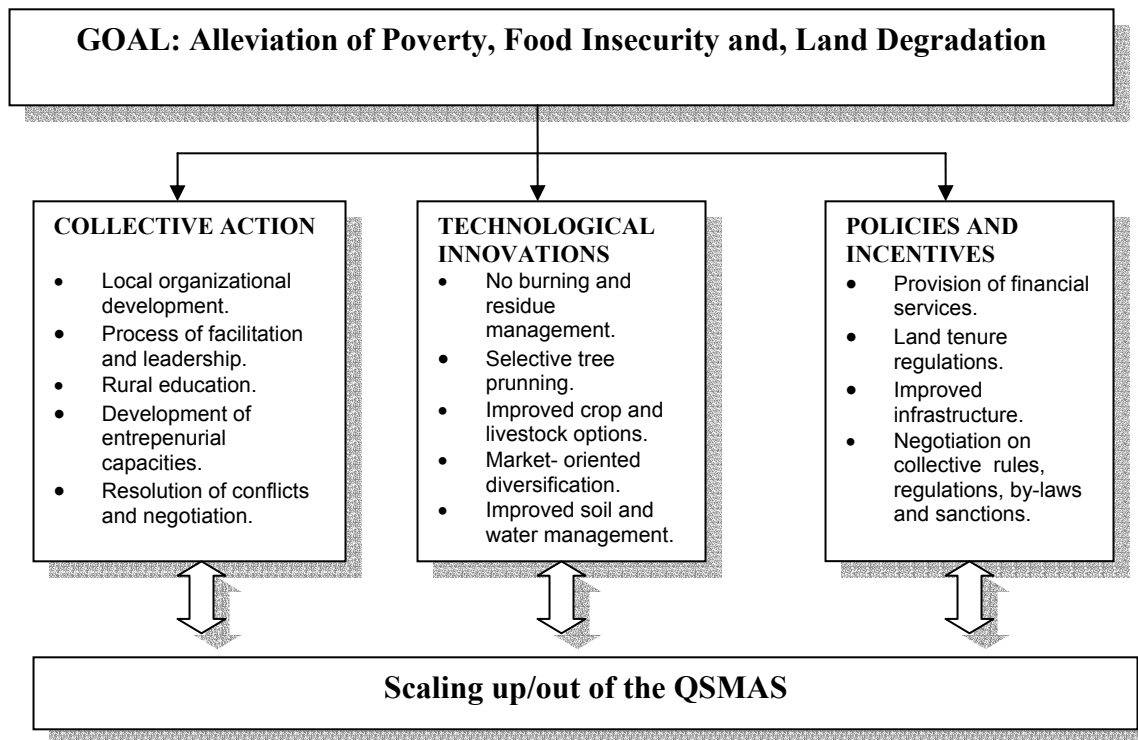 GOAL: Alleviation of Poverty, Food Insecurity and, Land Degradation
COLLECTIVE ACTION
• Local organizational
development.
• Process of facilitation
and leadership.
• Rural education.
• Development of
entrepenurial
capacities.
• Resolution of conflicts
and negotiation.
TECHNOLOGICAL
INNOVATIONS
• No burning and
residue
management.
• Selective tree
prunning.
• Improved crop and
livestock options.
• Market- oriented
diversification.
• Improved soil and
water management.
POLICIES AND
INCENTIVES
• Provision of financial
services.
• Land tenure
regulations.
• Improved
infrastructure.
• Negotiation on
collective rules,
regulations, by-laws
and sanctions.
Scaling up/out of the QSMAS